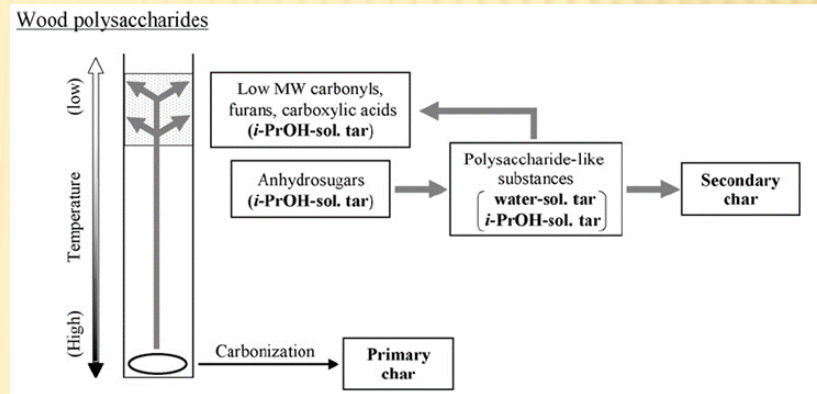 Wood polysaccharides
(low)
Temperature
(High)
Low MW carbonyls,
furans, carboxylic acids
(i-PrOH-sol. tar)
Anhydrosugars
(i-PrOH-sol. tar)
Polysaccharide-like
substances
water-sol. tar
i-PrOH-sol. tar
Secondary
char
Carbonization
Primary
char